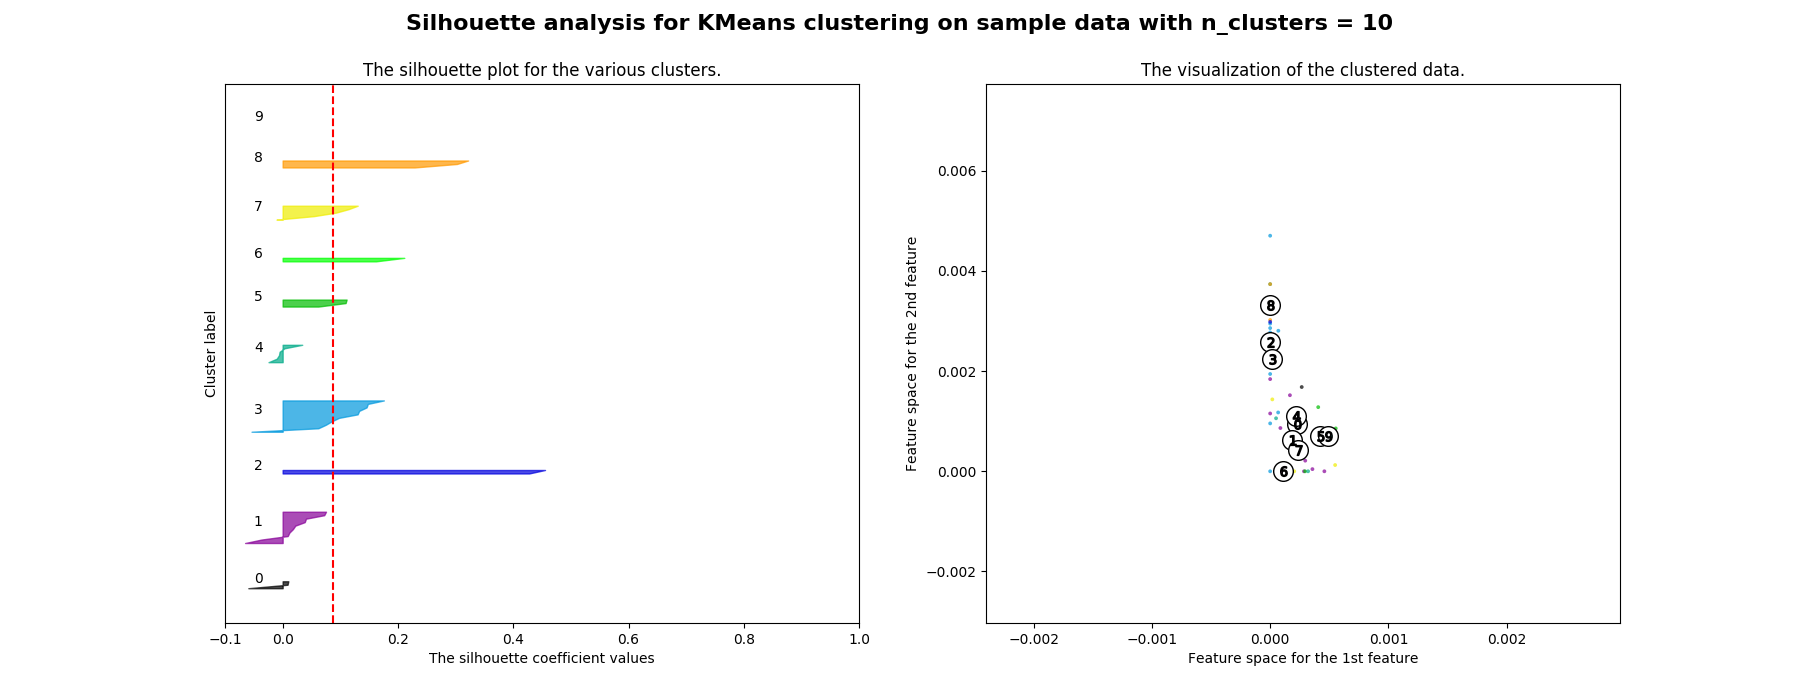 Silhouette analysis for KMeans clustering on sample data with n_clusters = 10
The silhouette plot for the various clusters.
9
8
7
6
5
4
3
2
1
0
Cluster label
−0.1 0.0 0.2 0.4 0.6 0.8 1.0
The silhouette coefficient values
The visualization of the clustered data.
0.006
0.004
0.002
0.000
−0.002
Feature space for the 2nd feature
8
2
3
4
0
1
5 9
7
6
−0.002 −0.001 0.000 0.001 0.002
Feature space for the 1st feature